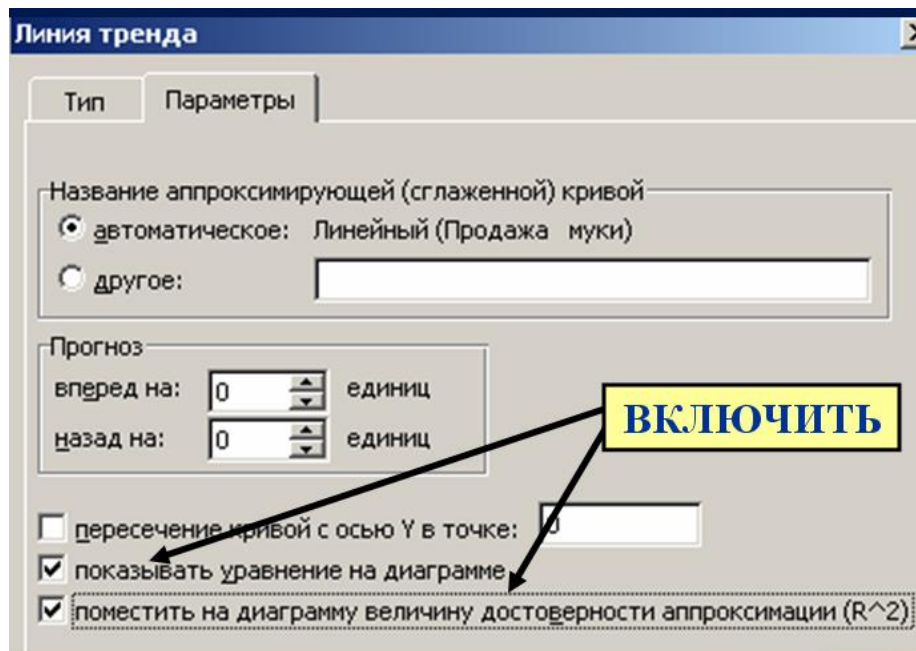 Линия тренда
Тип Параметры
Название аппроксимирующей (сглаженной) кривой
автоматическое: Линейный (Продажа муки)
другое:
Прогноз
вперед на: 0 единиц
назад на: 0 единиц
ВКЛЮЧИТЬ
пересечение кривой с осью Y в точке: 0
показывать уравнение на диаграмме
поместить на диаграмму величину достоверности аппроксимации (R^2)